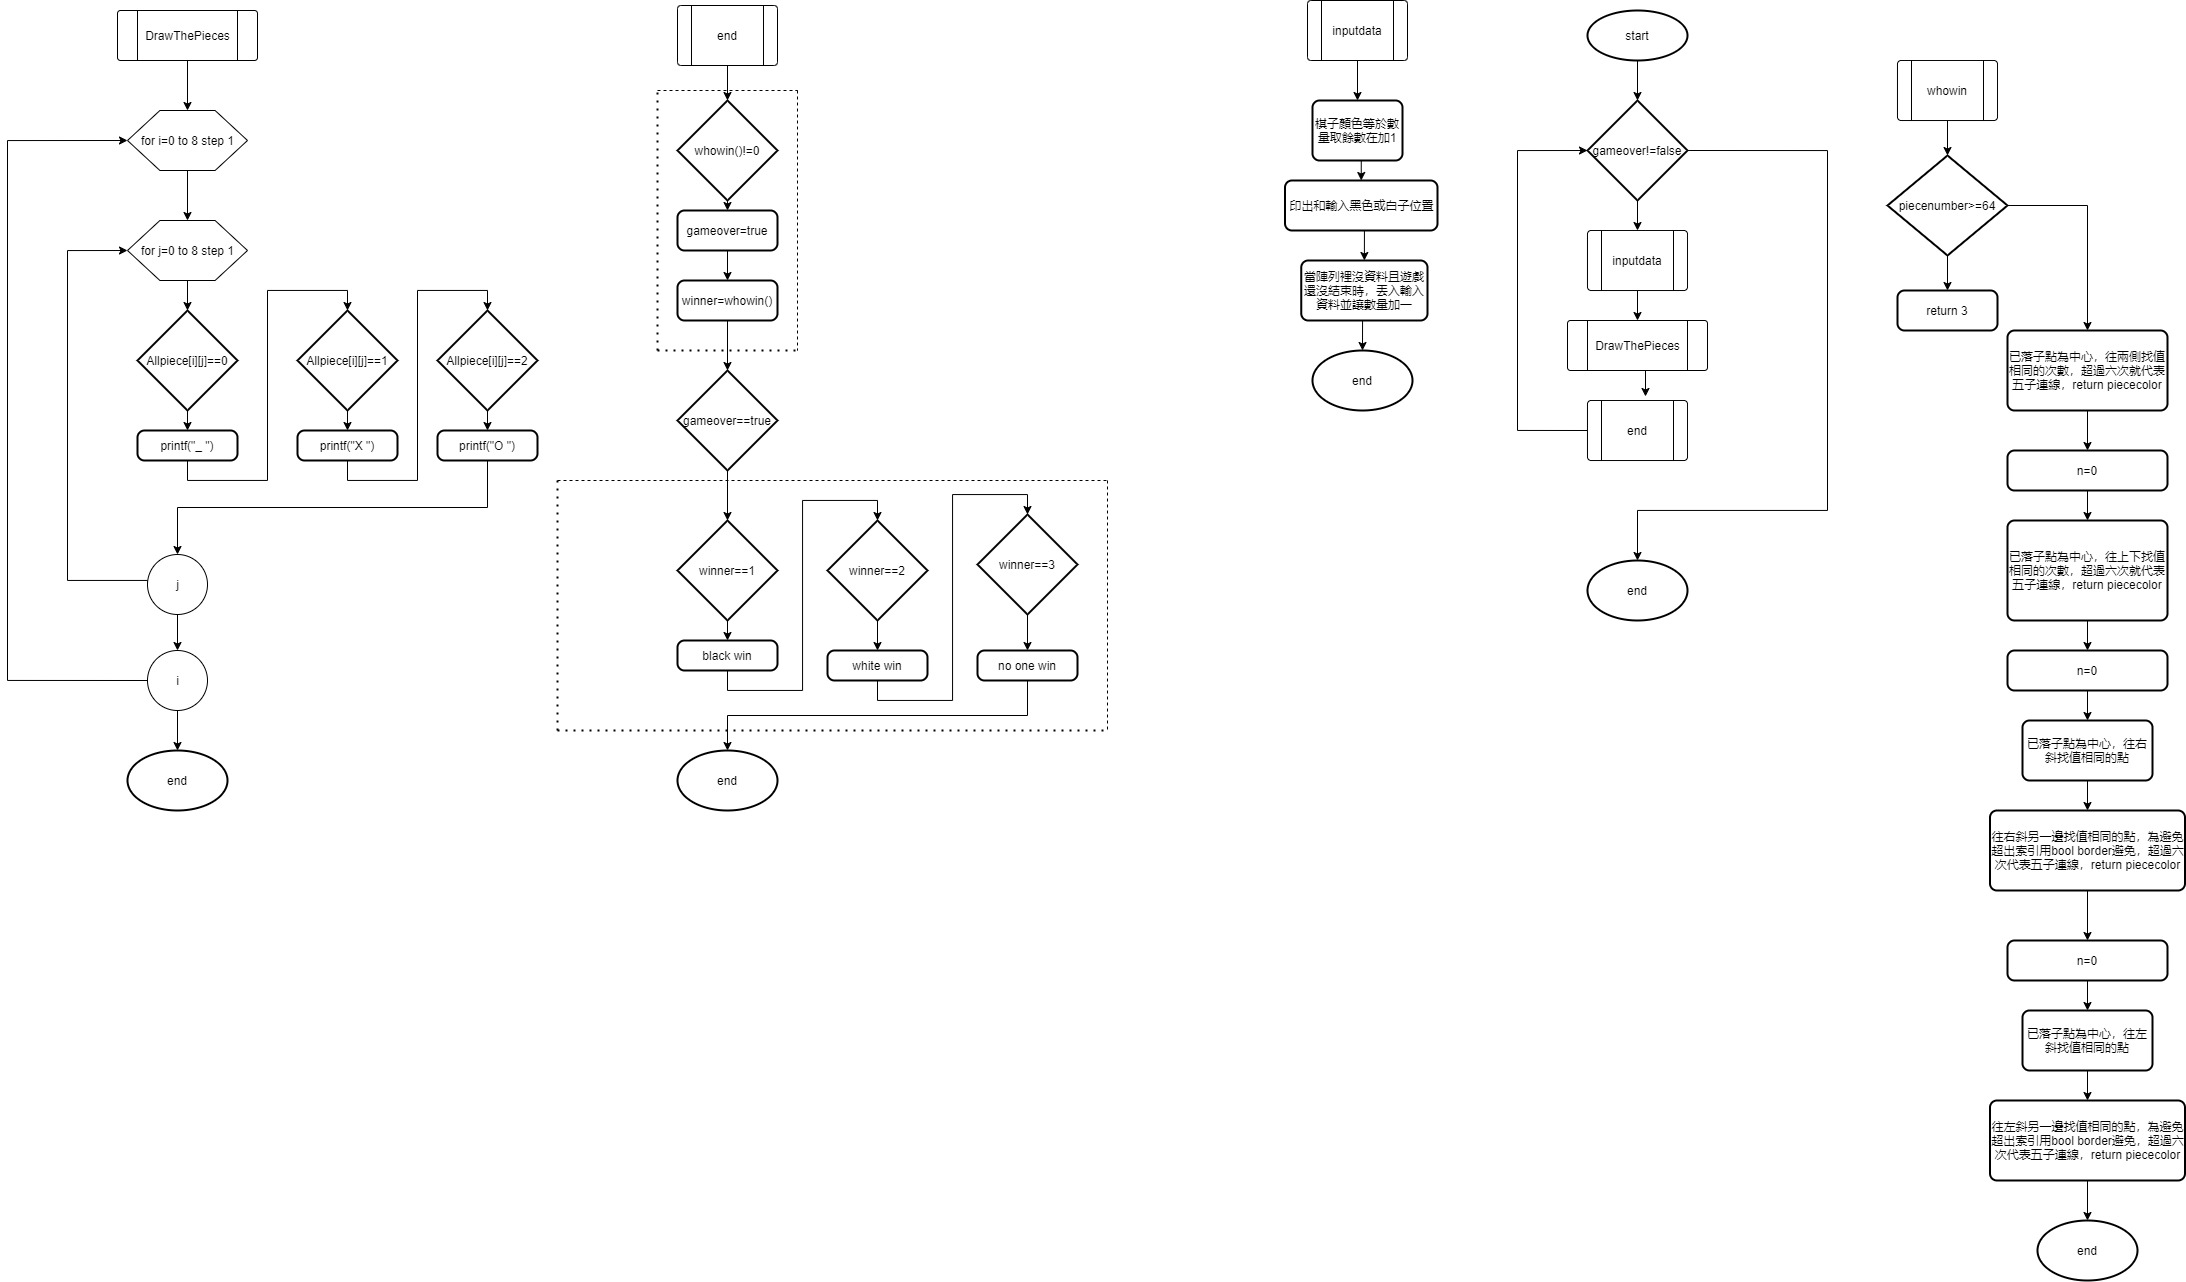 DrawThePieces
for i=0 to 8 step 1
for j=0 to 8 step 1
Allpiece[i][j]==0
Allpiece[i][j]==1
Allpiece[i][j]==2
printf("_ ")
printf("X ")
printf("O ")
j
i
end
end
whowin()!=0
gameover=true
winner=whowin()
gameover==true
winner==1
winner==2
winner==3
black win
white win
no one win
end
inputdata
棋子顏色等於數
量取餘數在加1
印出和輸入黑色或白子位置
當陣列裡沒資料且遊戲
還沒結束時，丟入輸入
資料並讓數量加一
end
start
gameover!=false
inputdata
DrawThePieces
end
end
whowin
piecenumber>=64
return 3
已落子點為中心，往兩側找值
相同的次數，超過六次就代表
五子連線，return piececolor
n=0
已落子點為中心，往上下找值
相同的次數，超過六次就代表
五子連線，return piececolor
n=0
已落子點為中心，往右
斜找值相同的點
往右斜另一邊找值相同的點，為避免
超出索引用bool border避免，超過六
次代表五子連線，return piececolor
n=0
已落子點為中心，往左
斜找值相同的點
往左斜另一邊找值相同的點，為避免
超出索引用bool border避免，超過六
次代表五子連線，return piececolor
end